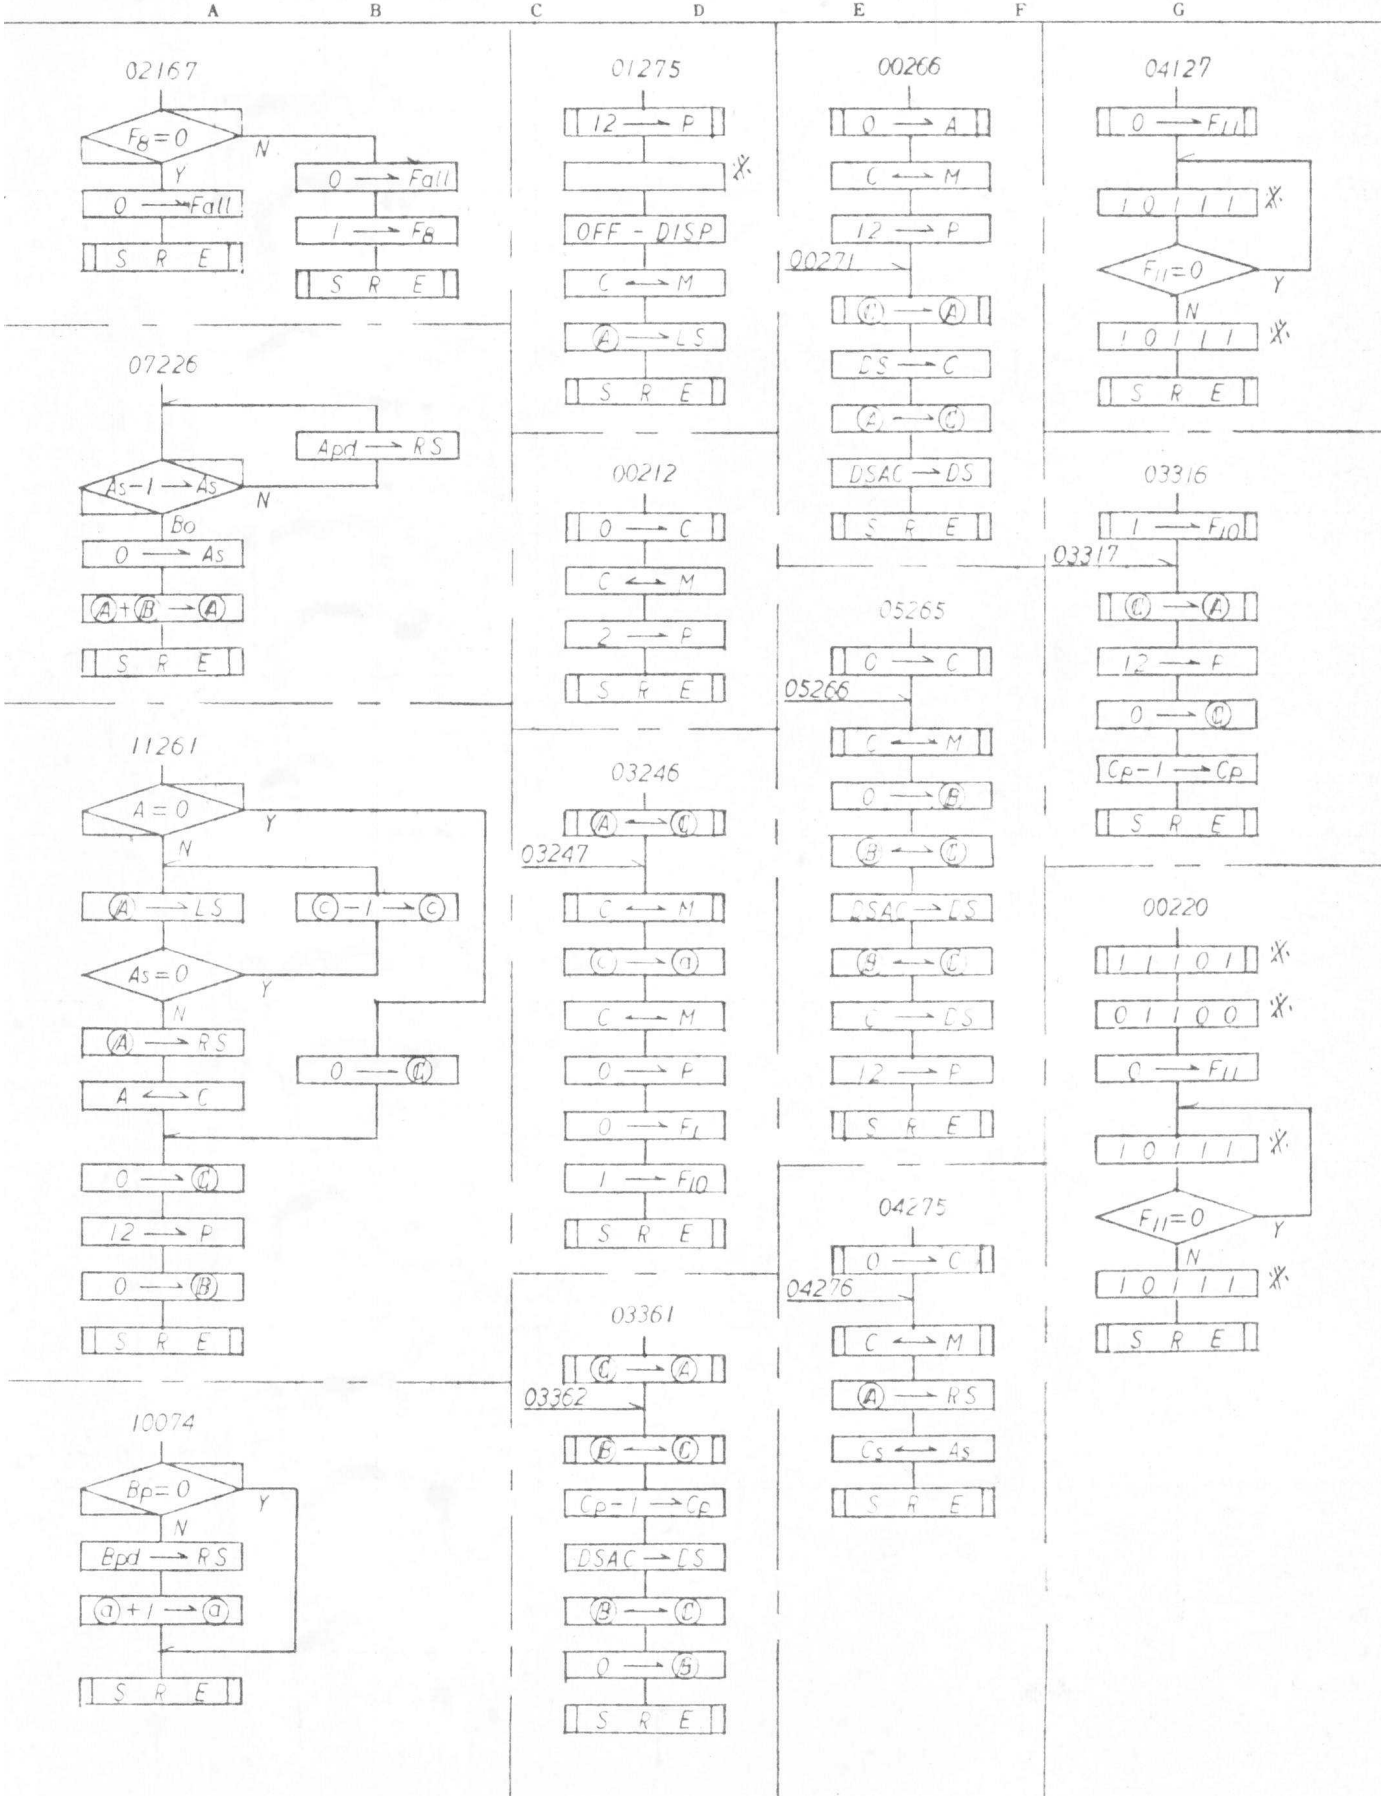 A B C D E F G
02167
F8=0
N
Y
0 → Fall
S R E
0 → Fall
1 → F8
S R E
07226
Apd → RS
As-1 → As
N
Bo
0 → As
Ⓐ+Ⓑ → Ⓐ
S R E
11261
A=0
Y
N
Ⓐ → LS
ⓒ-1 → ⓒ
As=0
Y
N
Ⓐ → RS
0 → Ⓒ
A ↔ C
0 → Ⓒ
12 → P
0 → Ⓑ
S R E
10074
Bp=0
Y
N
Bpd → RS
ⓐ+1 → ⓐ
S R E
01275
12 → P
※
OFF - DISP
C ↔ M
Ⓐ → LS
S R E
00212
0 → C
C ↔ M
2 → P
S R E
03246
Ⓐ ↔ Ⓒ
03247
C ↔ M
ⓒ → ⓐ
C ↔ M
0 → P
0 → F1
1 → F10
S R E
03361
Ⓒ → Ⓐ
03362
Ⓑ ↔ Ⓒ
Cp-1 → Cp
DSAC → DS
Ⓑ ↔ Ⓒ
0 → Ⓑ
S R E
00266
0 → A
C ↔ M
12 → P
00271
Ⓒ → Ⓐ
DS → C
Ⓐ → Ⓒ
DSAC → DS
S R E
05265
0 → C
05266
C ↔ M
0 → Ⓑ
Ⓑ ↔ Ⓒ
DSAC → DS
Ⓑ ↔ Ⓒ
C → DS
12 → P
S R E
04275
0 → C
04276
C ↔ M
Ⓐ → RS
Cs ↔ As
S R E
04127
0 → F11
1 0 1 1 1 ※
F11=0
Y
N
1 0 1 1 1 ※
S R E
03316
1 → F10
03317
Ⓒ → Ⓐ
12 → P
0 → Ⓒ
Cp-1 → Cp
S R E
00220
1 1 1 0 1 ※
0 1 1 0 0 ※
0 → F11
1 0 1 1 1 ※
F11=0
Y
N
1 0 1 1 1 ※
S R E